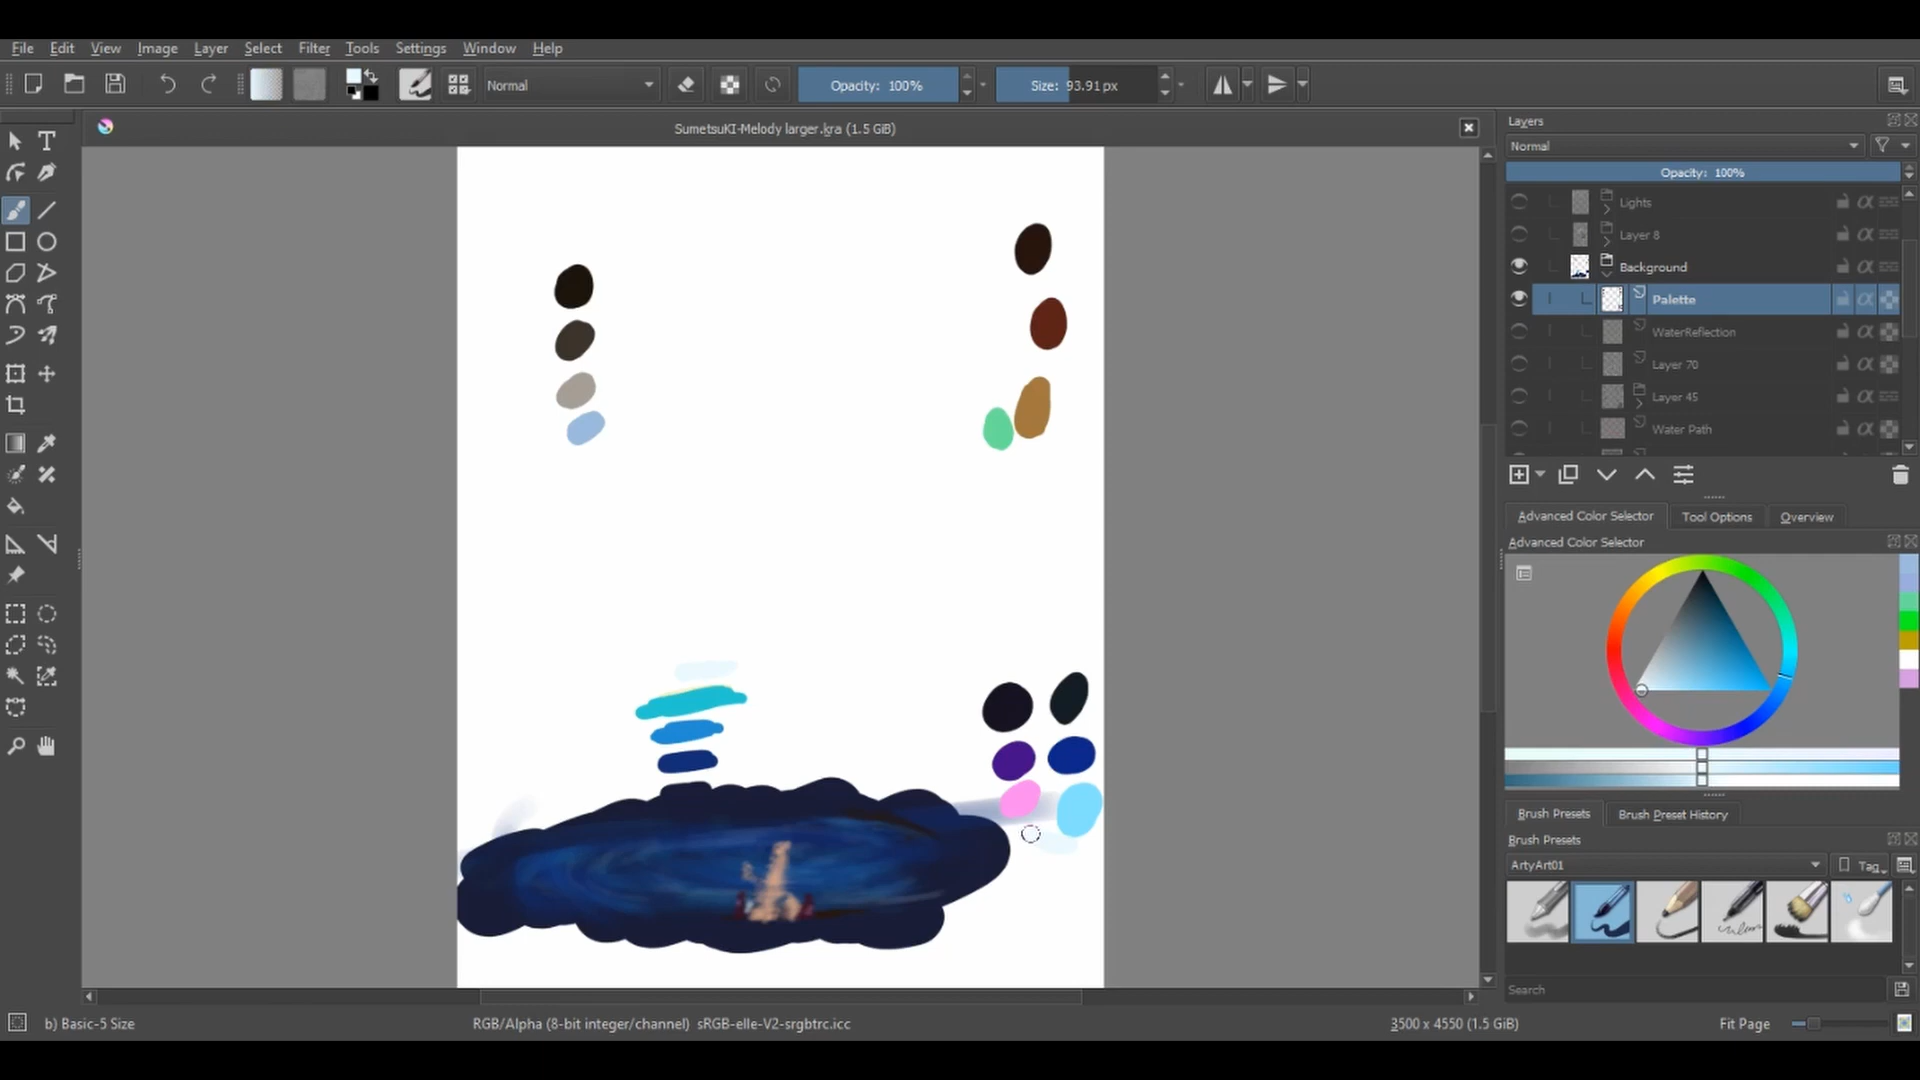 File Edit View Image Layer Select Filter Tools Settings Window Help
Normal Opacity: 100% Size: 93.91 px
SumetsuKI-Melody larger.kra (1.5 GiB)
Layers
Normal
Opacity: 100%
Lights
Layer 8
Background
Palette
WaterReflection
Layer 70
Layer 45
Water Path
Advanced Color Selector Tool Options Overview
Advanced Color Selector
Brush Presets Brush Preset History
Brush Presets
ArtyArt01 Tag
Search
b) Basic-5 Size RGB/Alpha (8-bit integer/channel) sRGB-elle-V2-srgbtrc.icc 3500 x 4550 (1.5 GiB) Fit Page